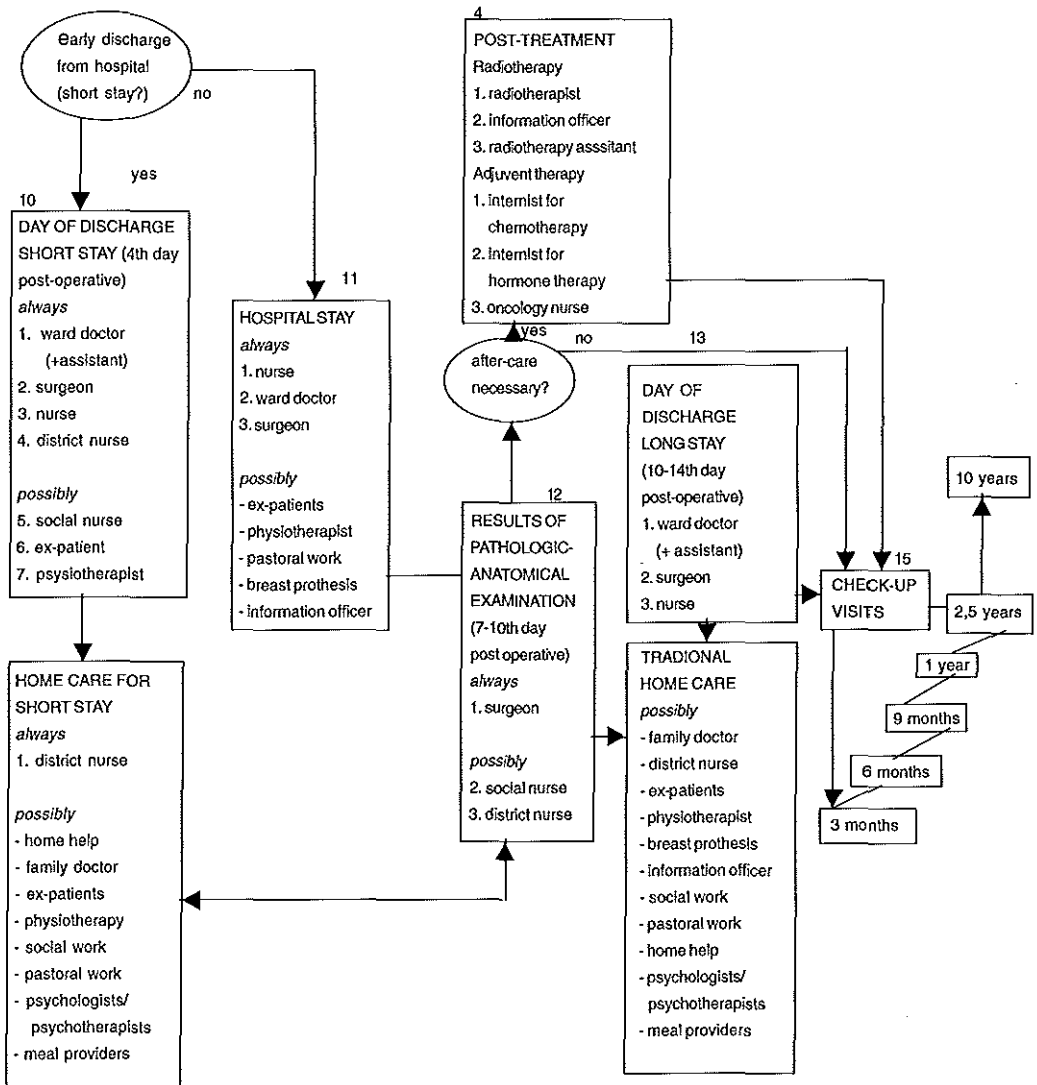 early discharge
from hospital
(short stay?)
no
yes
10
DAY OF DISCHARGE
SHORT STAY (4th day
post-operative)
always
1. ward doctor
(+assistant)
2. surgeon
3. nurse
4. district nurse
possibly
5. social nurse
6. ex-patient
7. psysiotherapist
HOME CARE FOR
SHORT STAY
always
1. district nurse
possibly
- home help
- family doctor
- ex-patients
- physiotherapy
- social work
- pastoral work
- psychologists/
psychotherapists
- meal providers
11
HOSPITAL STAY
always
1. nurse
2. ward doctor
3. surgeon
possibly
- ex-patients
- physiotherapist
- pastoral work
- breast prothesis
- information officer
4
POST-TREATMENT
Radiotherapy
1. radiotherapist
2. information officer
3. radiotherapy asssitant
Adjuvent therapy
1. internist for
chemotherapy
2. internist for
hormone therapy
3. oncology nurse
yes
no
after-care
necessary?
12
RESULTS OF
PATHOLOGIC-
ANATOMICAL
EXAMINATION
(7-10th day
post operative)
always
1. surgeon
possibly
2. social nurse
3. district nurse
13
DAY OF
DISCHARGE
LONG STAY
(10-14th day
post-operative)
1. ward doctor
(+ assistant)
2. surgeon
3. nurse
TRADIONAL
HOME CARE
possibly
- family doctor
- district nurse
- ex-patients
- physiotherapist
- breast prothesis
- information officer
- social work
- pastoral work
- home help
- psychologists/
psychotherapists
- meal providers
15
CHECK-UP
VISITS
10 years
2,5 years
1 year
9 months
6 months
3 months